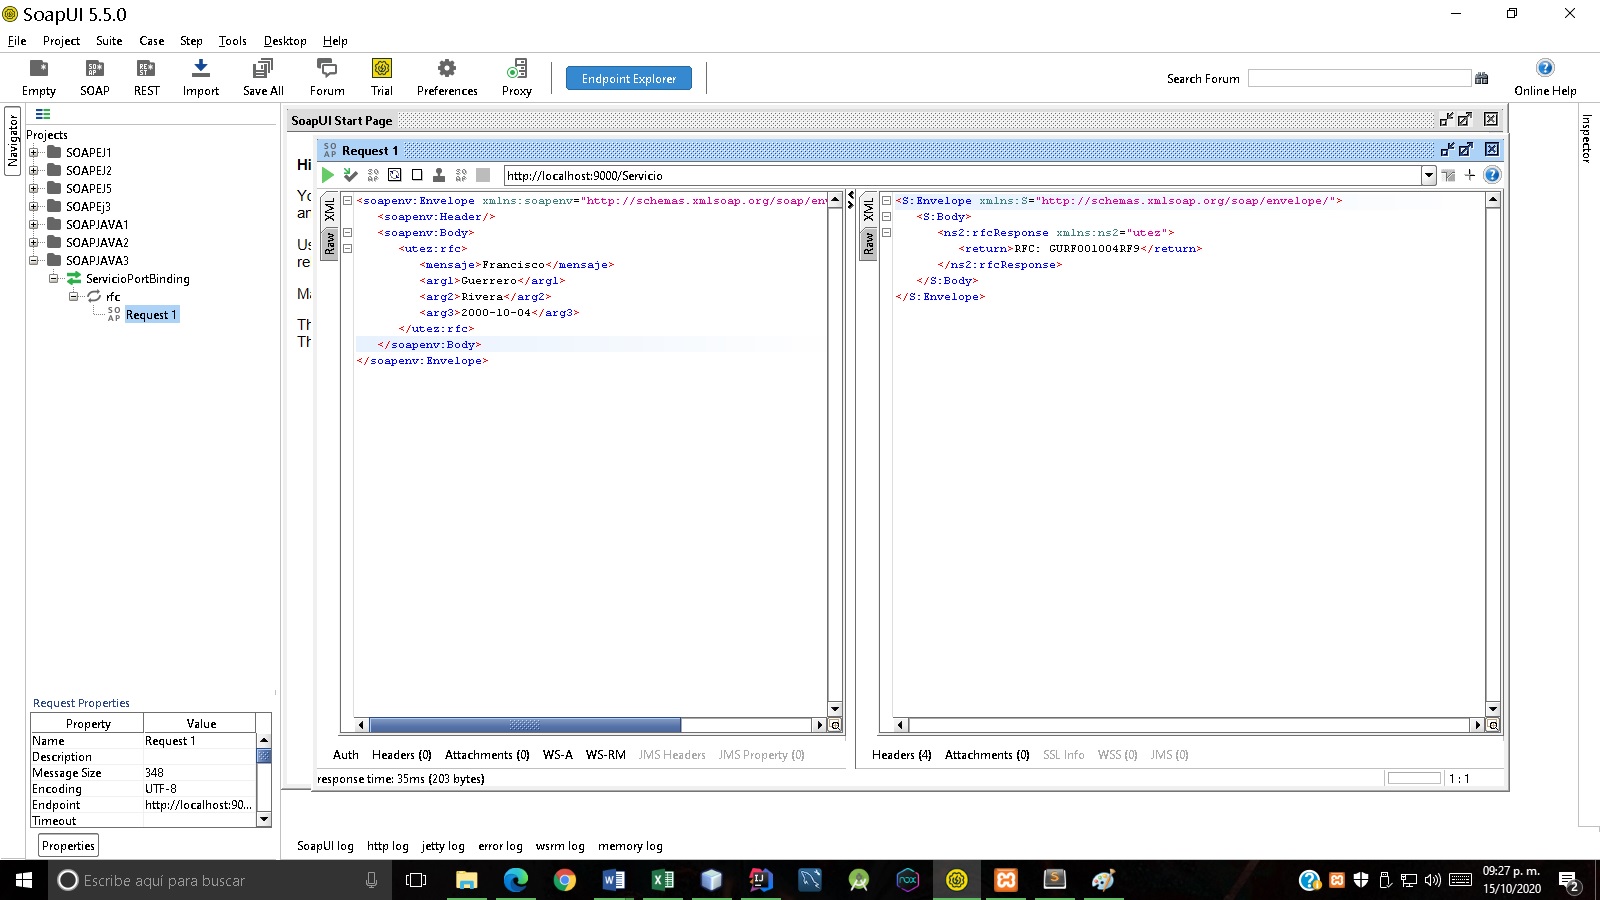 SoapUI 5.5.0
File Project Suite Case Step Tools Desktop Help
Empty SOAP REST Import Save All Forum Trial Preferences Proxy Endpoint Explorer Search Forum Online Help
Navigator
Inspector
Projects
SOAPEJ1
SOAPEJ2
SOAPEJ5
SOAPEj3
SOAPJAVA1
SOAPJAVA2
SOAPJAVA3
ServicioPortBinding
rfc
Request 1
SoapUI Start Page
Hi
Request 1
http://localhost:9000/Servicio
XML
Raw
<soapenv:Envelope xmlns:soapenv="http://schemas.xmlsoap.org/soap/env
<soapenv:Header/>
<soapenv:Body>
<utez:rfc>
<mensaje>Francisco</mensaje>
<arg1>Guerrero</arg1>
<arg2>Rivera</arg2>
<arg3>2000-10-04</arg3>
</utez:rfc>
</soapenv:Body>
</soapenv:Envelope>
XML
Raw
<S:Envelope xmlns:S="http://schemas.xmlsoap.org/soap/envelope/">
<S:Body>
<ns2:rfcResponse xmlns:ns2="utez">
<return>RFC: GURF001004RF9</return>
</ns2:rfcResponse>
</S:Body>
</S:Envelope>
Auth Headers (0) Attachments (0) WS-A WS-RM JMS Headers JMS Property (0)
Headers (4) Attachments (0) SSL Info WSS (0) JMS (0)
response time: 35ms (203 bytes)
1 : 1
Request Properties
Property Value
Name Request 1
Description
Message Size 348
Encoding UTF-8
Endpoint http://localhost:90...
Timeout
Properties
SoapUI log http log jetty log error log wsrm log memory log
Escribe aquí para buscar
09:27 p. m.
15/10/2020
2